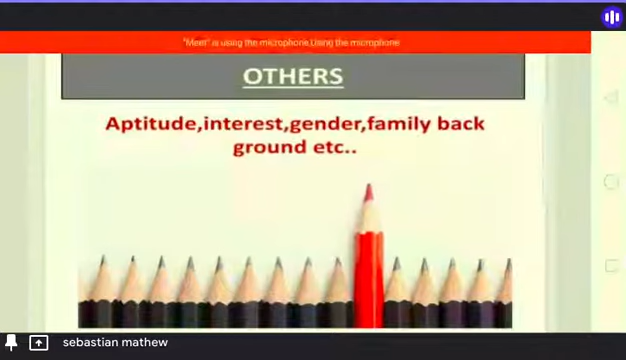 "Meet" is using the microphone.Using the microphone
OTHERS
Aptitude,interest,gender,family back
ground etc..
sebastian mathew